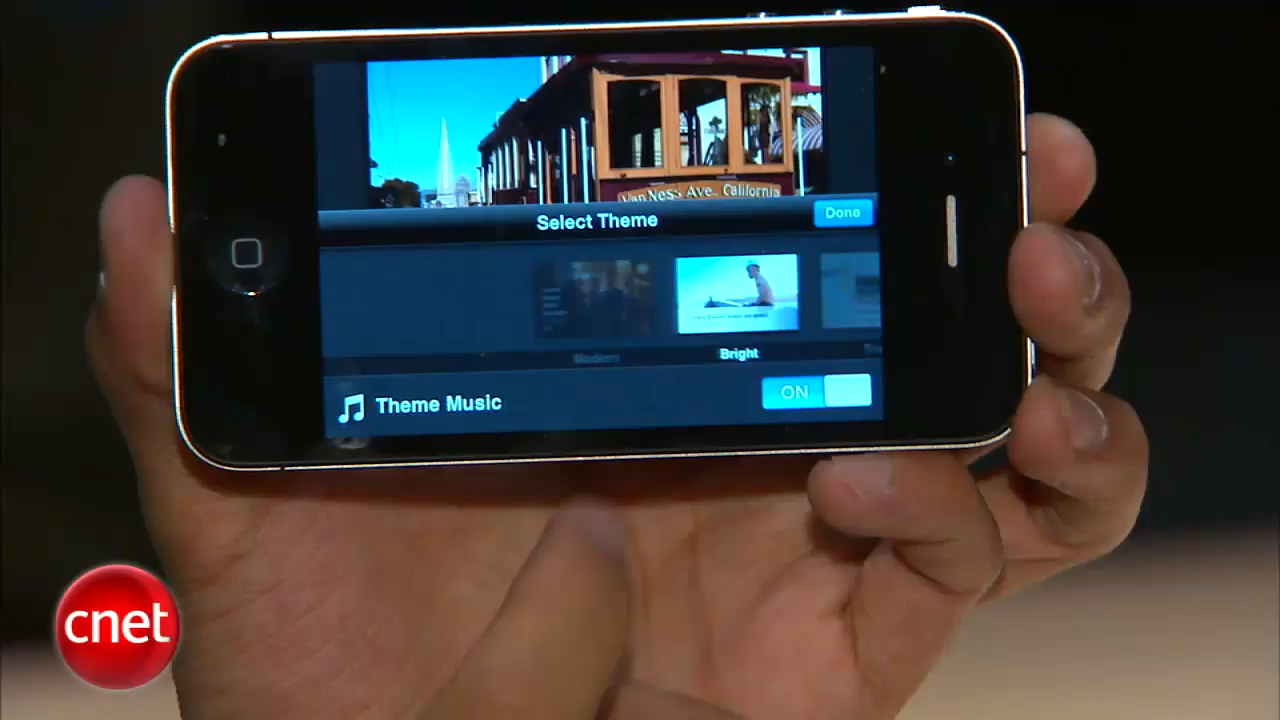 Van Ness Ave., California
Select Theme
Done
Modern
Bright
Theme Music
ON
cnet